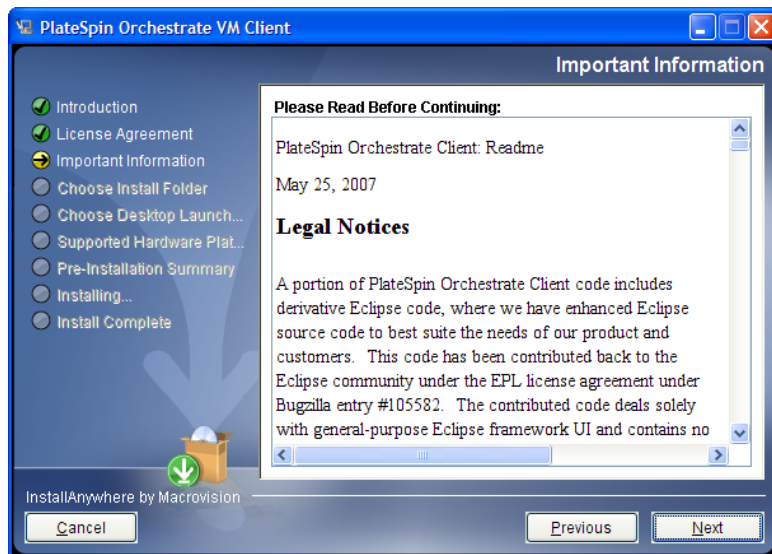 PlateSpin Orchestrate VM Client
Important Information
Introduction
License Agreement
Important Information
Choose Install Folder
Choose Desktop Launch...
Supported Hardware Plat...
Pre-Installation Summary
Installing...
Install Complete
Please Read Before Continuing:
PlateSpin Orchestrate Client: Readme
May 25, 2007
Legal Notices
A portion of PlateSpin Orchestrate Client code includes
derivative Eclipse code, where we have enhanced Eclipse
source code to best suite the needs of our product and
customers.  This code has been contributed back to the
Eclipse community under the EPL license agreement under
Bugzilla entry #105582.  The contributed code deals solely
with general-purpose Eclipse framework UI and contains no
InstallAnywhere by Macrovision
Cancel
Previous
Next